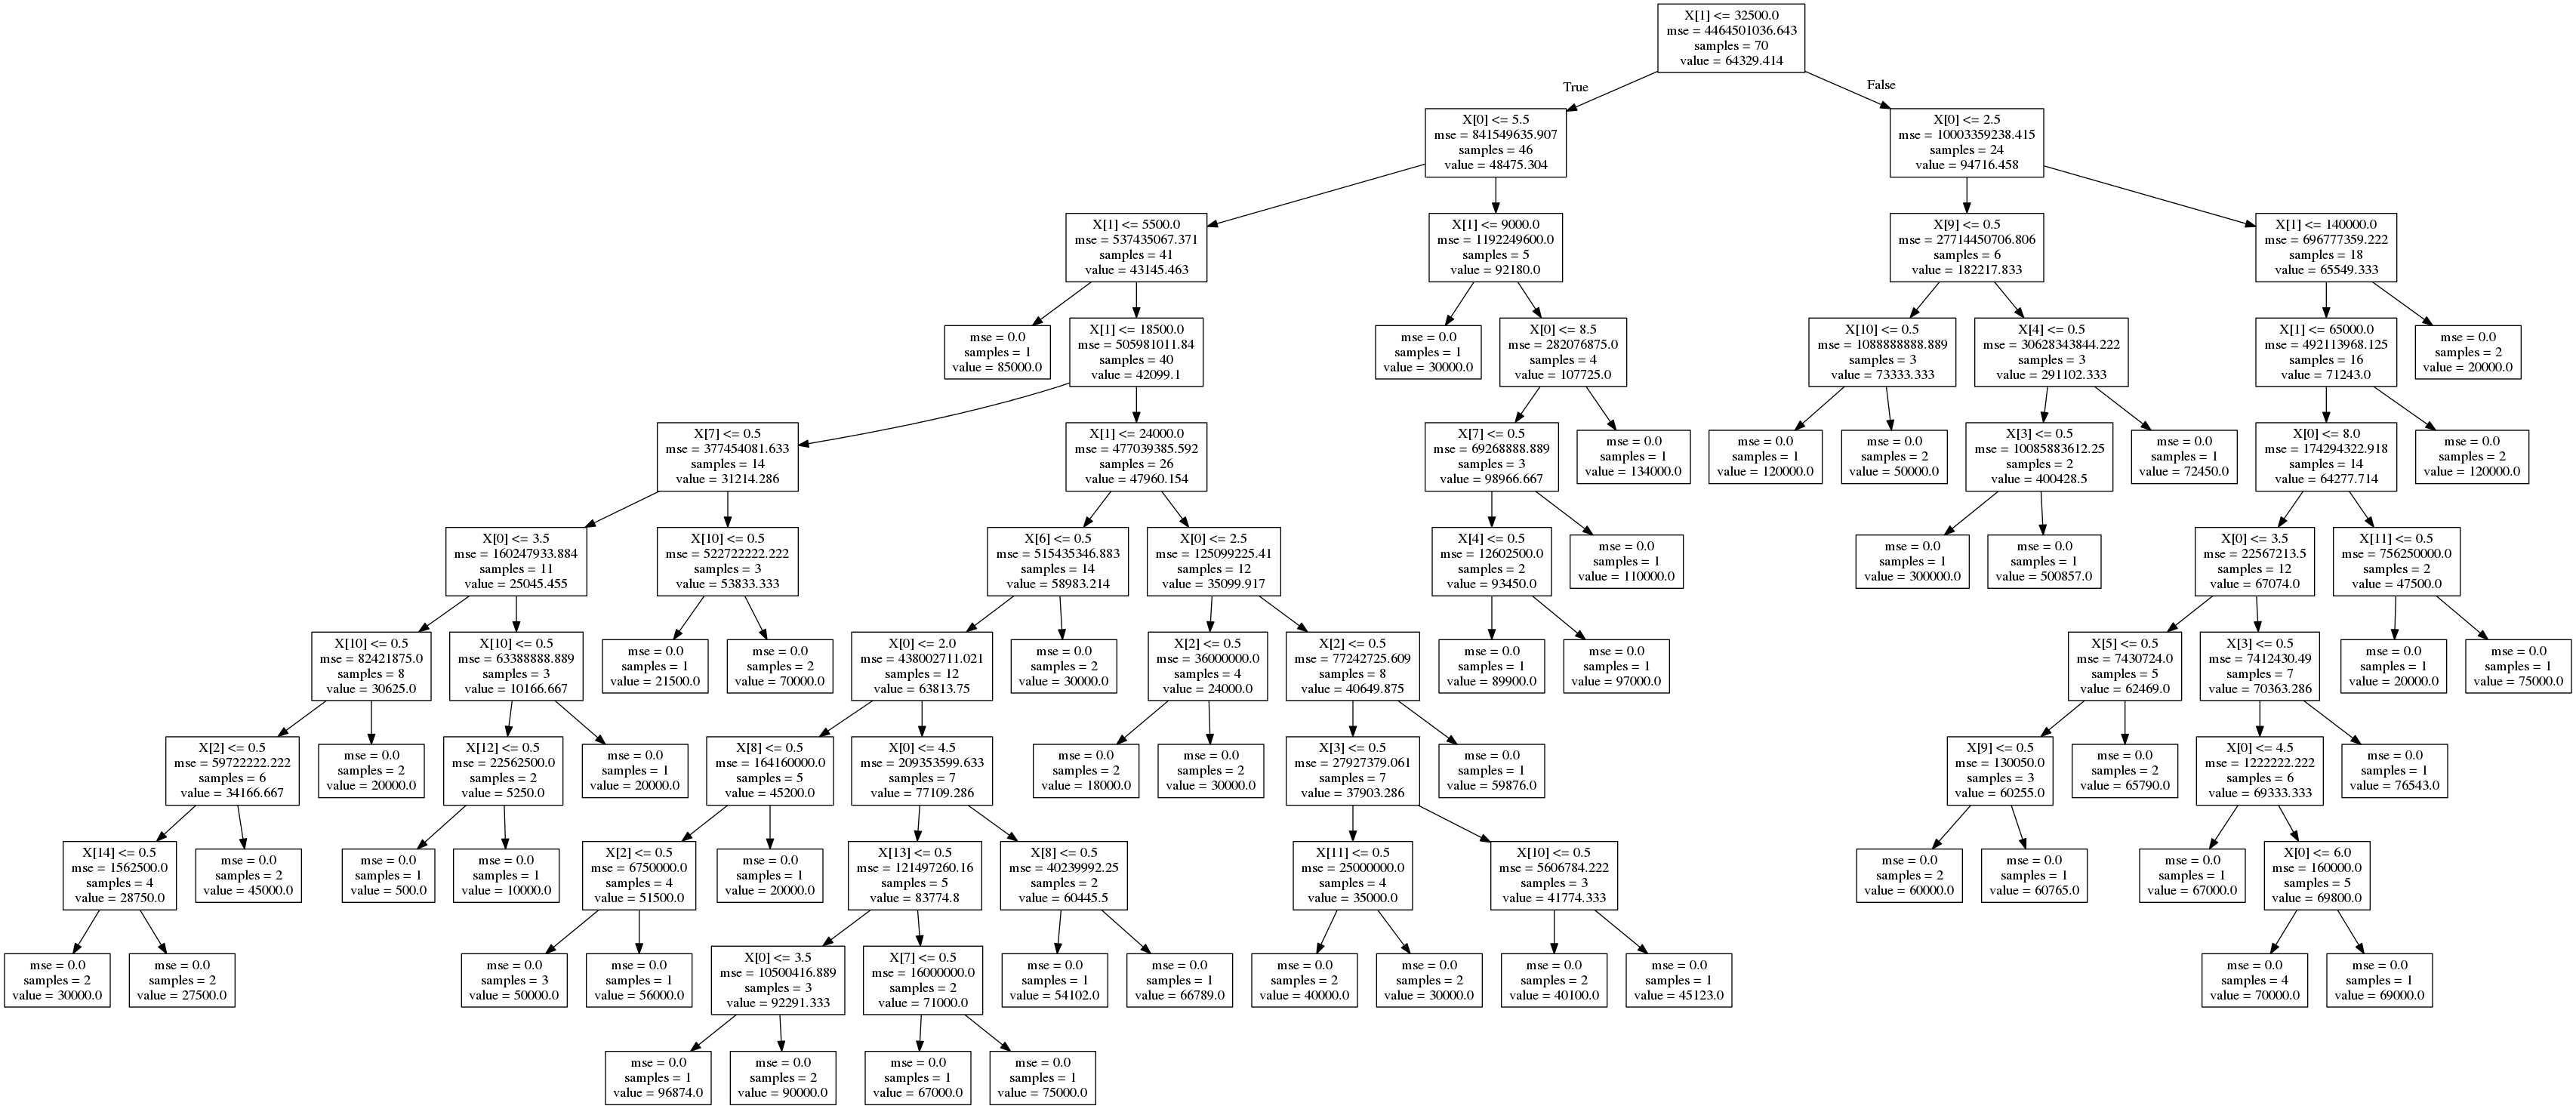 X[1] <= 32500.0
mse = 4464501036.643
samples = 70
value = 64329.414
True
False
X[0] <= 5.5
mse = 841549635.907
samples = 46
value = 48475.304
X[0] <= 2.5
mse = 10003359238.415
samples = 24
value = 94716.458
X[1] <= 5500.0
mse = 537435067.371
samples = 41
value = 43145.463
X[1] <= 9000.0
mse = 1192249600.0
samples = 5
value = 92180.0
X[9] <= 0.5
mse = 27714450706.806
samples = 6
value = 182217.833
X[1] <= 140000.0
mse = 696777359.222
samples = 18
value = 65549.333
mse = 0.0
samples = 1
value = 85000.0
X[1] <= 18500.0
mse = 505981011.84
samples = 40
value = 42099.1
mse = 0.0
samples = 1
value = 30000.0
X[0] <= 8.5
mse = 282076875.0
samples = 4
value = 107725.0
X[10] <= 0.5
mse = 1088888888.889
samples = 3
value = 73333.333
X[4] <= 0.5
mse = 30628343844.222
samples = 3
value = 291102.333
X[1] <= 65000.0
mse = 492113968.125
samples = 16
value = 71243.0
mse = 0.0
samples = 2
value = 20000.0
X[7] <= 0.5
mse = 377454081.633
samples = 14
value = 31214.286
X[1] <= 24000.0
mse = 477039385.592
samples = 26
value = 47960.154
X[7] <= 0.5
mse = 69268888.889
samples = 3
value = 98966.667
mse = 0.0
samples = 1
value = 134000.0
mse = 0.0
samples = 1
value = 120000.0
mse = 0.0
samples = 2
value = 50000.0
X[3] <= 0.5
mse = 10085883612.25
samples = 2
value = 400428.5
mse = 0.0
samples = 1
value = 72450.0
X[0] <= 8.0
mse = 174294322.918
samples = 14
value = 64277.714
mse = 0.0
samples = 2
value = 120000.0
X[0] <= 3.5
mse = 160247933.884
samples = 11
value = 25045.455
X[10] <= 0.5
mse = 522722222.222
samples = 3
value = 53833.333
X[6] <= 0.5
mse = 515435346.883
samples = 14
value = 58983.214
X[0] <= 2.5
mse = 125099225.41
samples = 12
value = 35099.917
X[4] <= 0.5
mse = 12602500.0
samples = 2
value = 93450.0
mse = 0.0
samples = 1
value = 110000.0
mse = 0.0
samples = 1
value = 300000.0
mse = 0.0
samples = 1
value = 500857.0
X[0] <= 3.5
mse = 22567213.5
samples = 12
value = 67074.0
X[11] <= 0.5
mse = 756250000.0
samples = 2
value = 47500.0
X[10] <= 0.5
mse = 82421875.0
samples = 8
value = 30625.0
X[10] <= 0.5
mse = 63388888.889
samples = 3
value = 10166.667
mse = 0.0
samples = 1
value = 21500.0
mse = 0.0
samples = 2
value = 70000.0
X[0] <= 2.0
mse = 438002711.021
samples = 12
value = 63813.75
mse = 0.0
samples = 2
value = 30000.0
X[2] <= 0.5
mse = 36000000.0
samples = 4
value = 24000.0
X[2] <= 0.5
mse = 77242725.609
samples = 8
value = 40649.875
mse = 0.0
samples = 1
value = 89900.0
mse = 0.0
samples = 1
value = 97000.0
X[5] <= 0.5
mse = 7430724.0
samples = 5
value = 62469.0
X[3] <= 0.5
mse = 7412430.49
samples = 7
value = 70363.286
mse = 0.0
samples = 1
value = 20000.0
mse = 0.0
samples = 1
value = 75000.0
X[2] <= 0.5
mse = 59722222.222
samples = 6
value = 34166.667
mse = 0.0
samples = 2
value = 20000.0
X[12] <= 0.5
mse = 22562500.0
samples = 2
value = 5250.0
mse = 0.0
samples = 1
value = 20000.0
X[8] <= 0.5
mse = 164160000.0
samples = 5
value = 45200.0
X[0] <= 4.5
mse = 209353599.633
samples = 7
value = 77109.286
mse = 0.0
samples = 2
value = 18000.0
mse = 0.0
samples = 2
value = 30000.0
X[3] <= 0.5
mse = 27927379.061
samples = 7
value = 37903.286
mse = 0.0
samples = 1
value = 59876.0
X[9] <= 0.5
mse = 130050.0
samples = 3
value = 60255.0
mse = 0.0
samples = 2
value = 65790.0
X[0] <= 4.5
mse = 1222222.222
samples = 6
value = 69333.333
mse = 0.0
samples = 1
value = 76543.0
X[14] <= 0.5
mse = 1562500.0
samples = 4
value = 28750.0
mse = 0.0
samples = 2
value = 45000.0
mse = 0.0
samples = 1
value = 500.0
mse = 0.0
samples = 1
value = 10000.0
X[2] <= 0.5
mse = 6750000.0
samples = 4
value = 51500.0
mse = 0.0
samples = 1
value = 20000.0
X[13] <= 0.5
mse = 121497260.16
samples = 5
value = 83774.8
X[8] <= 0.5
mse = 40239992.25
samples = 2
value = 60445.5
X[11] <= 0.5
mse = 25000000.0
samples = 4
value = 35000.0
X[10] <= 0.5
mse = 5606784.222
samples = 3
value = 41774.333
mse = 0.0
samples = 2
value = 60000.0
mse = 0.0
samples = 1
value = 60765.0
mse = 0.0
samples = 1
value = 67000.0
X[0] <= 6.0
mse = 160000.0
samples = 5
value = 69800.0
mse = 0.0
samples = 2
value = 30000.0
mse = 0.0
samples = 2
value = 27500.0
mse = 0.0
samples = 3
value = 50000.0
mse = 0.0
samples = 1
value = 56000.0
X[0] <= 3.5
mse = 10500416.889
samples = 3
value = 92291.333
X[7] <= 0.5
mse = 16000000.0
samples = 2
value = 71000.0
mse = 0.0
samples = 1
value = 54102.0
mse = 0.0
samples = 1
value = 66789.0
mse = 0.0
samples = 2
value = 40000.0
mse = 0.0
samples = 2
value = 30000.0
mse = 0.0
samples = 2
value = 40100.0
mse = 0.0
samples = 1
value = 45123.0
mse = 0.0
samples = 4
value = 70000.0
mse = 0.0
samples = 1
value = 69000.0
mse = 0.0
samples = 1
value = 96874.0
mse = 0.0
samples = 2
value = 90000.0
mse = 0.0
samples = 1
value = 67000.0
mse = 0.0
samples = 1
value = 75000.0